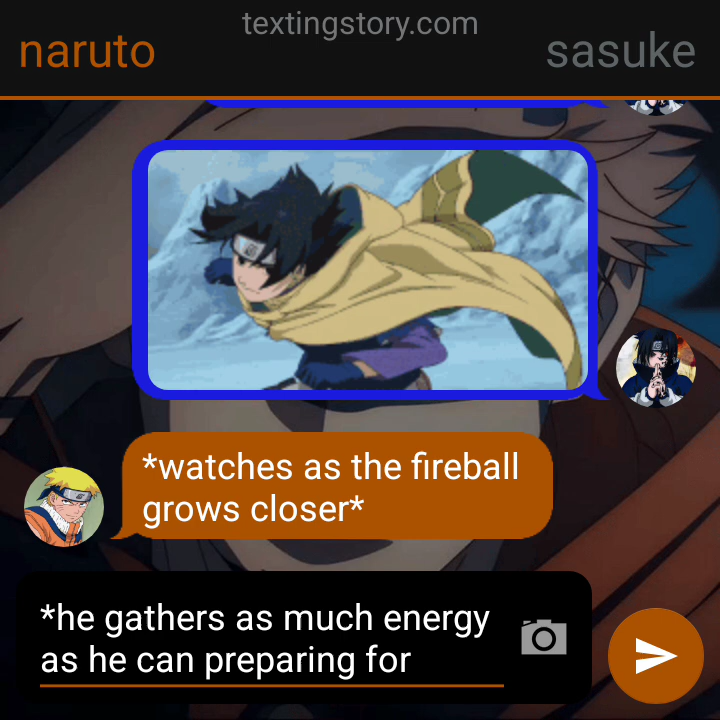 textingstory.com
naruto
sasuke
*watches as the fireball
grows closer*
*he gathers as much energy
as he can preparing for